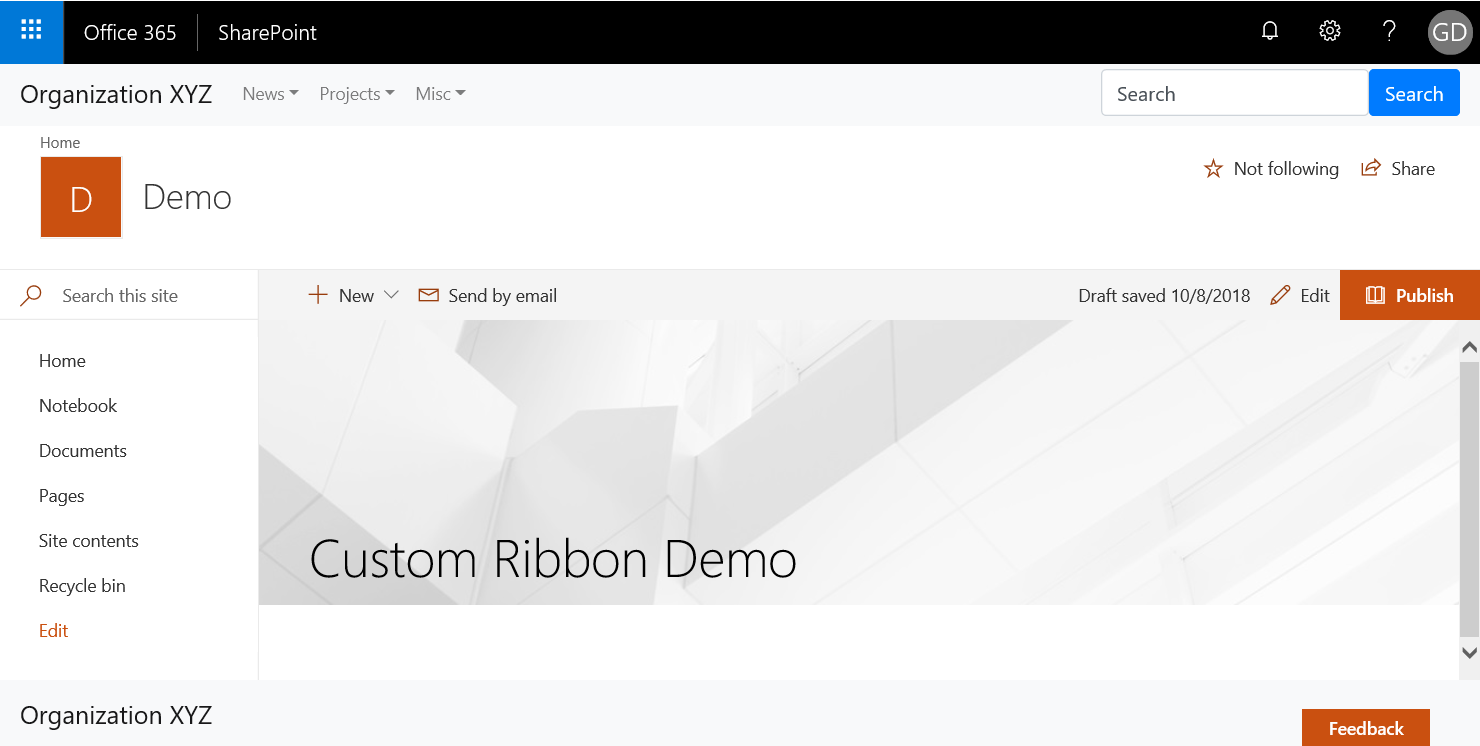 Office 365 SharePoint GD
Organization XYZ News Projects Misc Search Search
Home
D Demo
Not following Share
Search this site
New Send by email Draft saved 10/8/2018 Edit Publish
Home
Notebook
Documents
Pages
Site contents
Recycle bin
Edit
Custom Ribbon Demo
Organization XYZ
Feedback